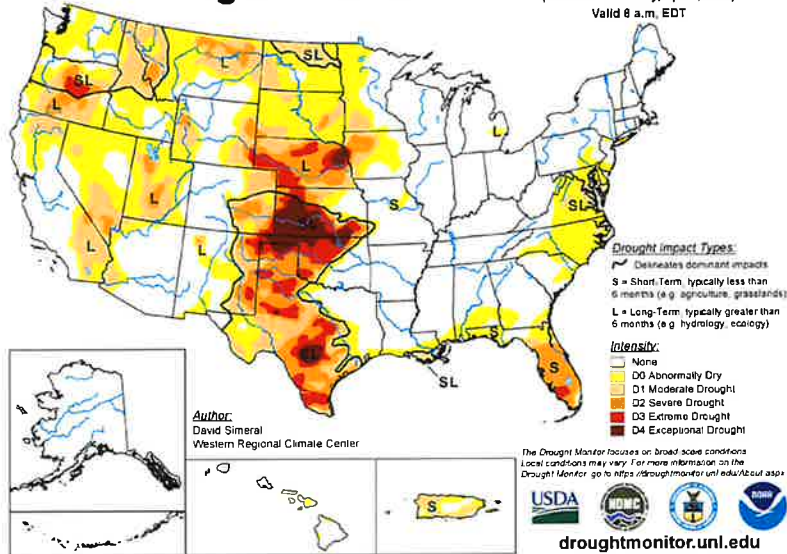 Valid 8 a.m. EDT
SL
L
SL
L
L
L
L
L
L
S
L
SL
SL
S
S
SL
S
Drought Impact Types:
Delineates dominant impacts
S = Short-Term, typically less than
6 months (e.g. agriculture, grasslands)
L = Long-Term, typically greater than
6 months (e.g. hydrology, ecology)
Intensity:
None
D0 Abnormally Dry
D1 Moderate Drought
D2 Severe Drought
D3 Extreme Drought
D4 Exceptional Drought
Author:
David Simeral
Western Regional Climate Center
The Drought Monitor focuses on broad-scale conditions.
Local conditions may vary. For more information on the
Drought Monitor, go to https://droughtmonitor.unl.edu/About.aspx
USDA
NDMC
NOAA
droughtmonitor.unl.edu